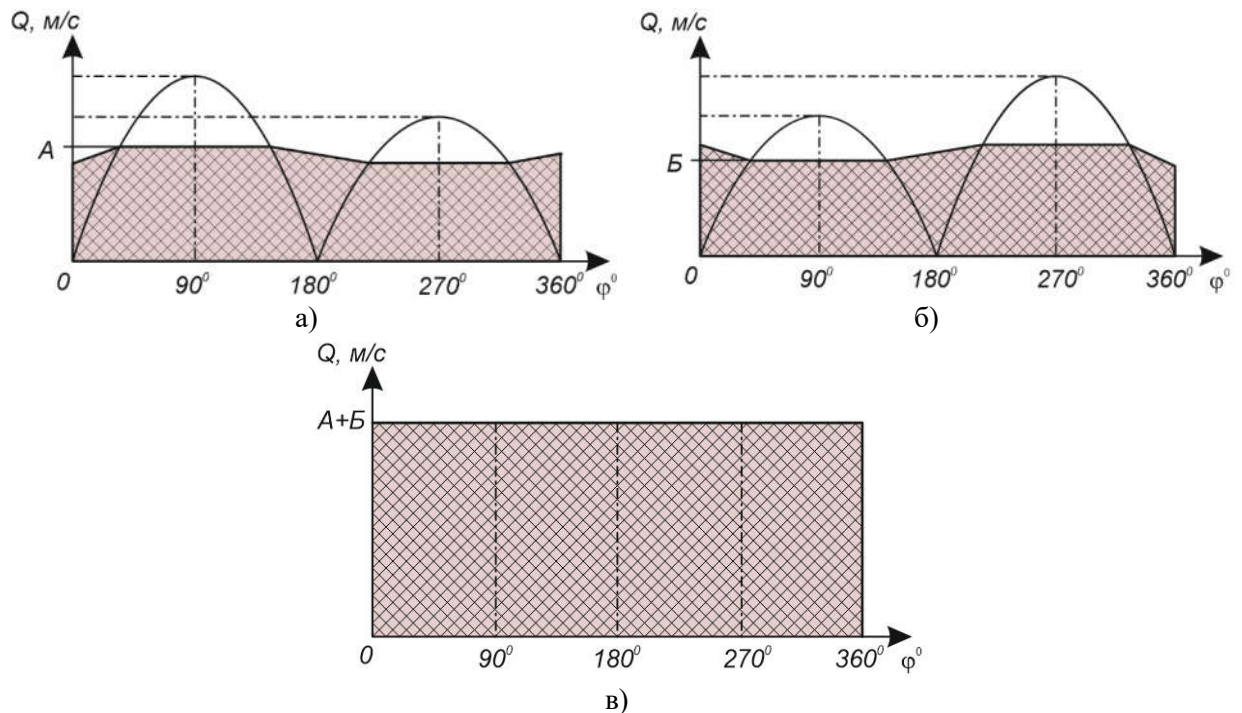 Q, м/с
А
0 90⁰ 180⁰ 270⁰ 360⁰ φ⁰
а)
Q, м/с
Б
0 90⁰ 180⁰ 270⁰ 360⁰ φ⁰
б)
Q, м/с
А+Б
0 90⁰ 180⁰ 270⁰ 360⁰ φ⁰
в)